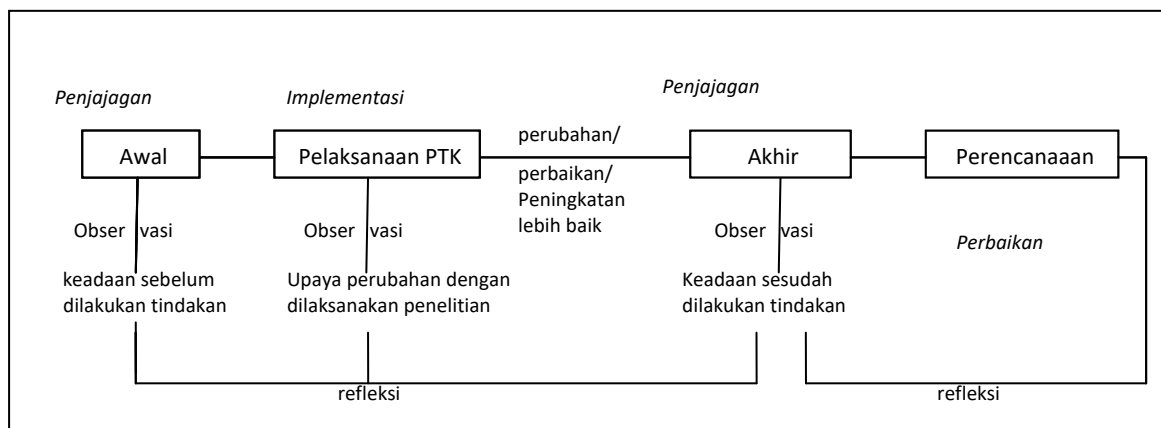 Penjajagan
Implementasi
Penjajagan
Awal
Pelaksanaan PTK
perubahan/
perbaikan/
Peningkatan
lebih baik
Akhir
Perencanaaan
Obser vasi
Obser vasi
Obser vasi
Perbaikan
keadaan sebelum
dilakukan tindakan
Upaya perubahan dengan
dilaksanakan penelitian
Keadaan sesudah
dilakukan tindakan
refleksi
refleksi